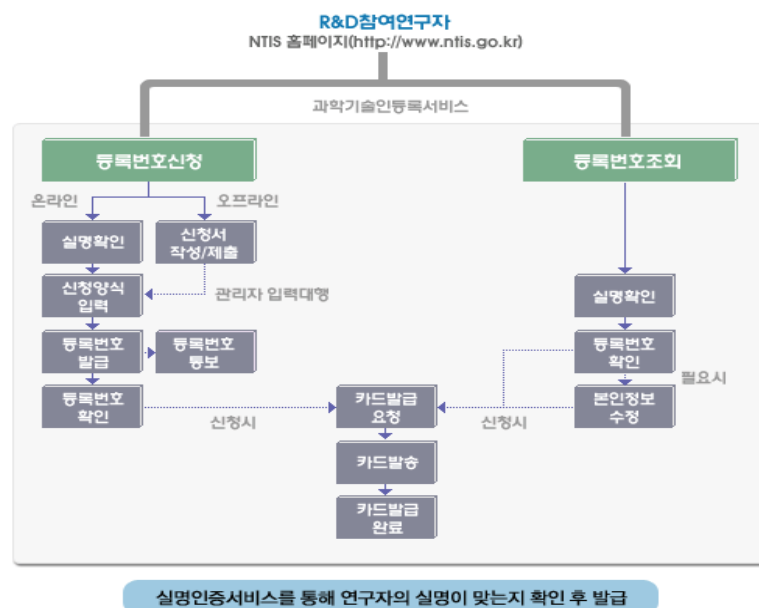 R&D참여연구자
NTIS 홈페이지(http://www.ntis.go.kr)
과학기술인등록서비스
등록번호신청
등록번호조회
온라인
오프라인
실명확인
신청서
작성/제출
신청양식
입력
관리자 입력대행
실명확인
등록번호
발급
등록번호
통보
등록번호
확인
필요시
등록번호
확인
신청시
카드발급
요청
신청시
본인정보
수정
카드발송
카드발급
완료
실명인증서비스를 통해 연구자의 실명이 맞는지 확인 후 발급